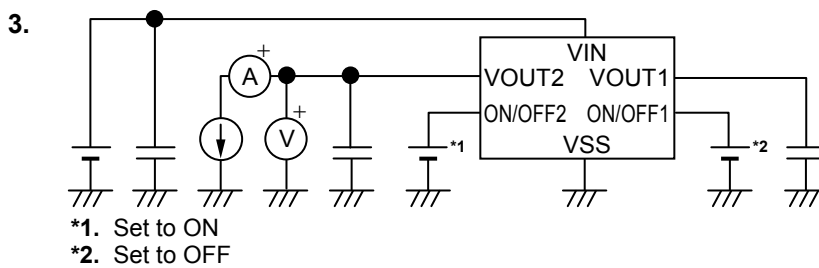 3.
VIN
A +
VOUT2 VOUT1
+
ON/OFF2 ON/OFF1
V
*1 VSS *2
*1. Set to ON
*2. Set to OFF